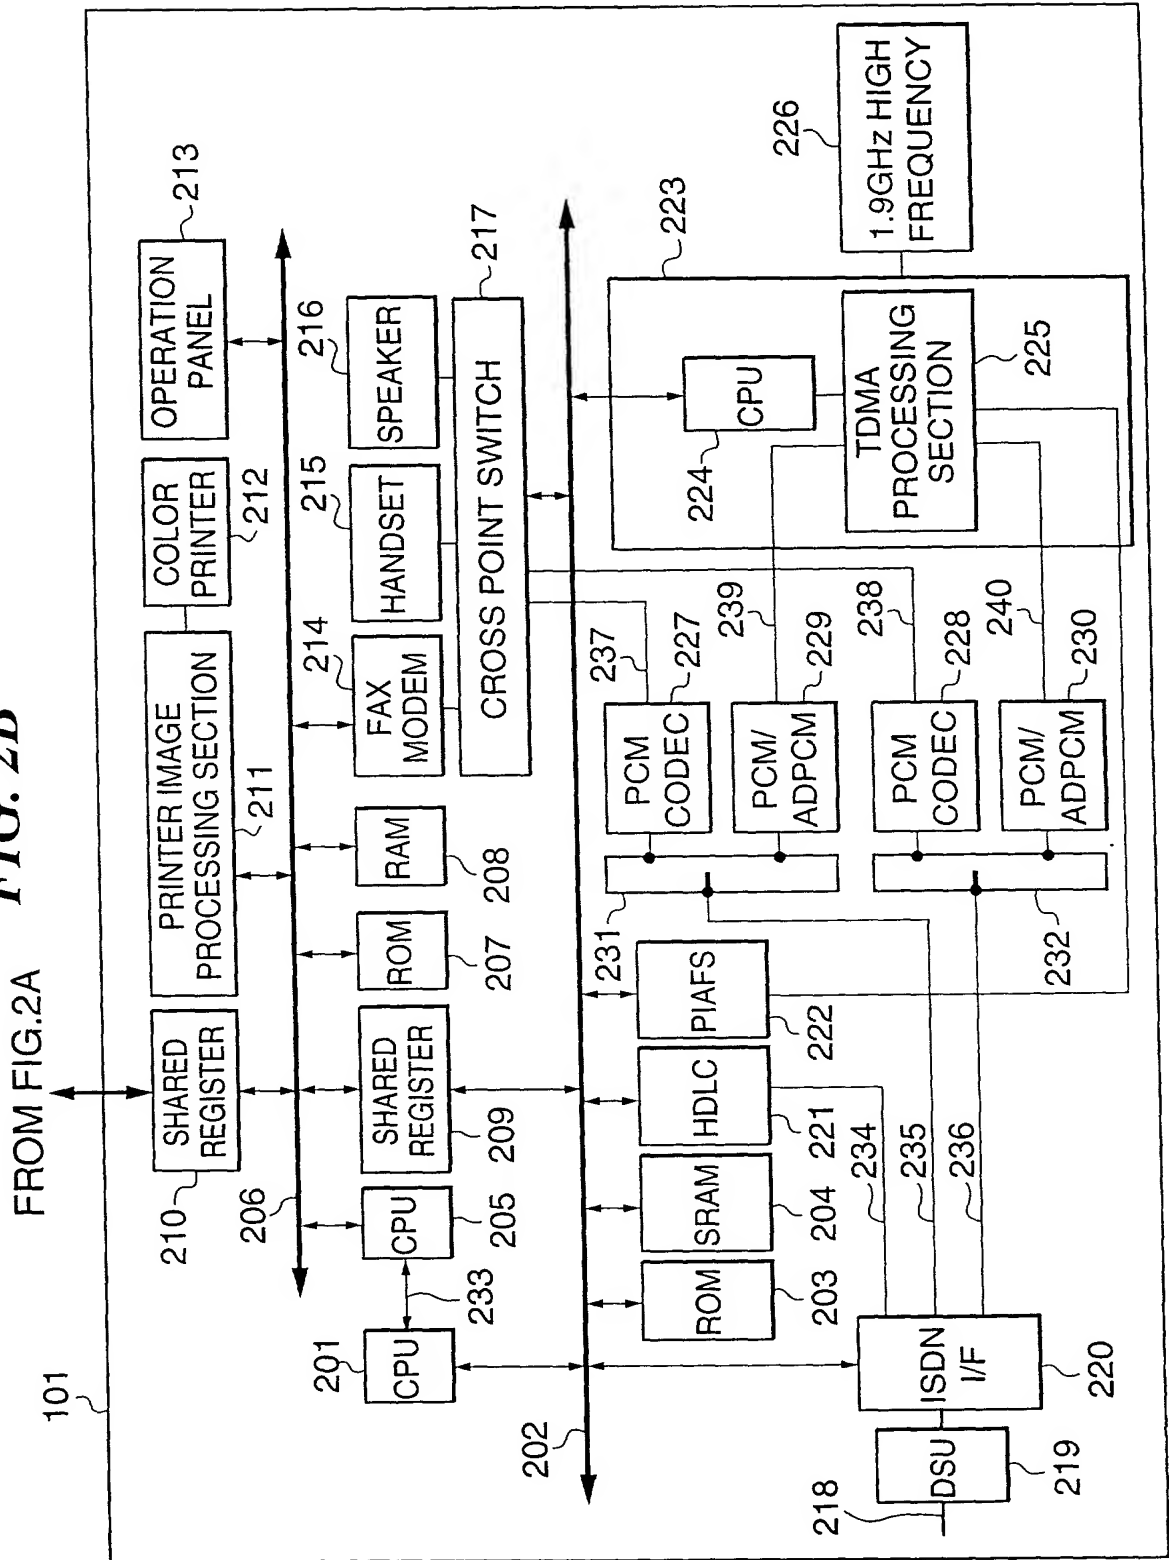 FIG. 2B
FROM FIG.2A
101
SHARED
REGISTER
210
PRINTER IMAGE
PROCESSING SECTION
211
COLOR
PRINTER
212
OPERATION
PANEL
213
206
201
CPU
233
CPU
205
SHARED
REGISTER
209
ROM
207
RAM
208
214
FAX
MODEM
215
HANDSET
216
SPEAKER
CROSS POINT SWITCH
217
202
ROM
203
SRAM
204
HDLC
221
PIAFS
222
231
232
PCM
CODEC
227
237
PCM/
ADPCM
229
239
PCM
CODEC
228
238
PCM/
ADPCM
230
240
223
224
CPU
TDMA
PROCESSING
SECTION
225
226
1.9GHz HIGH
FREQUENCY
234
235
236
ISDN
I/F
220
218
DSU
219